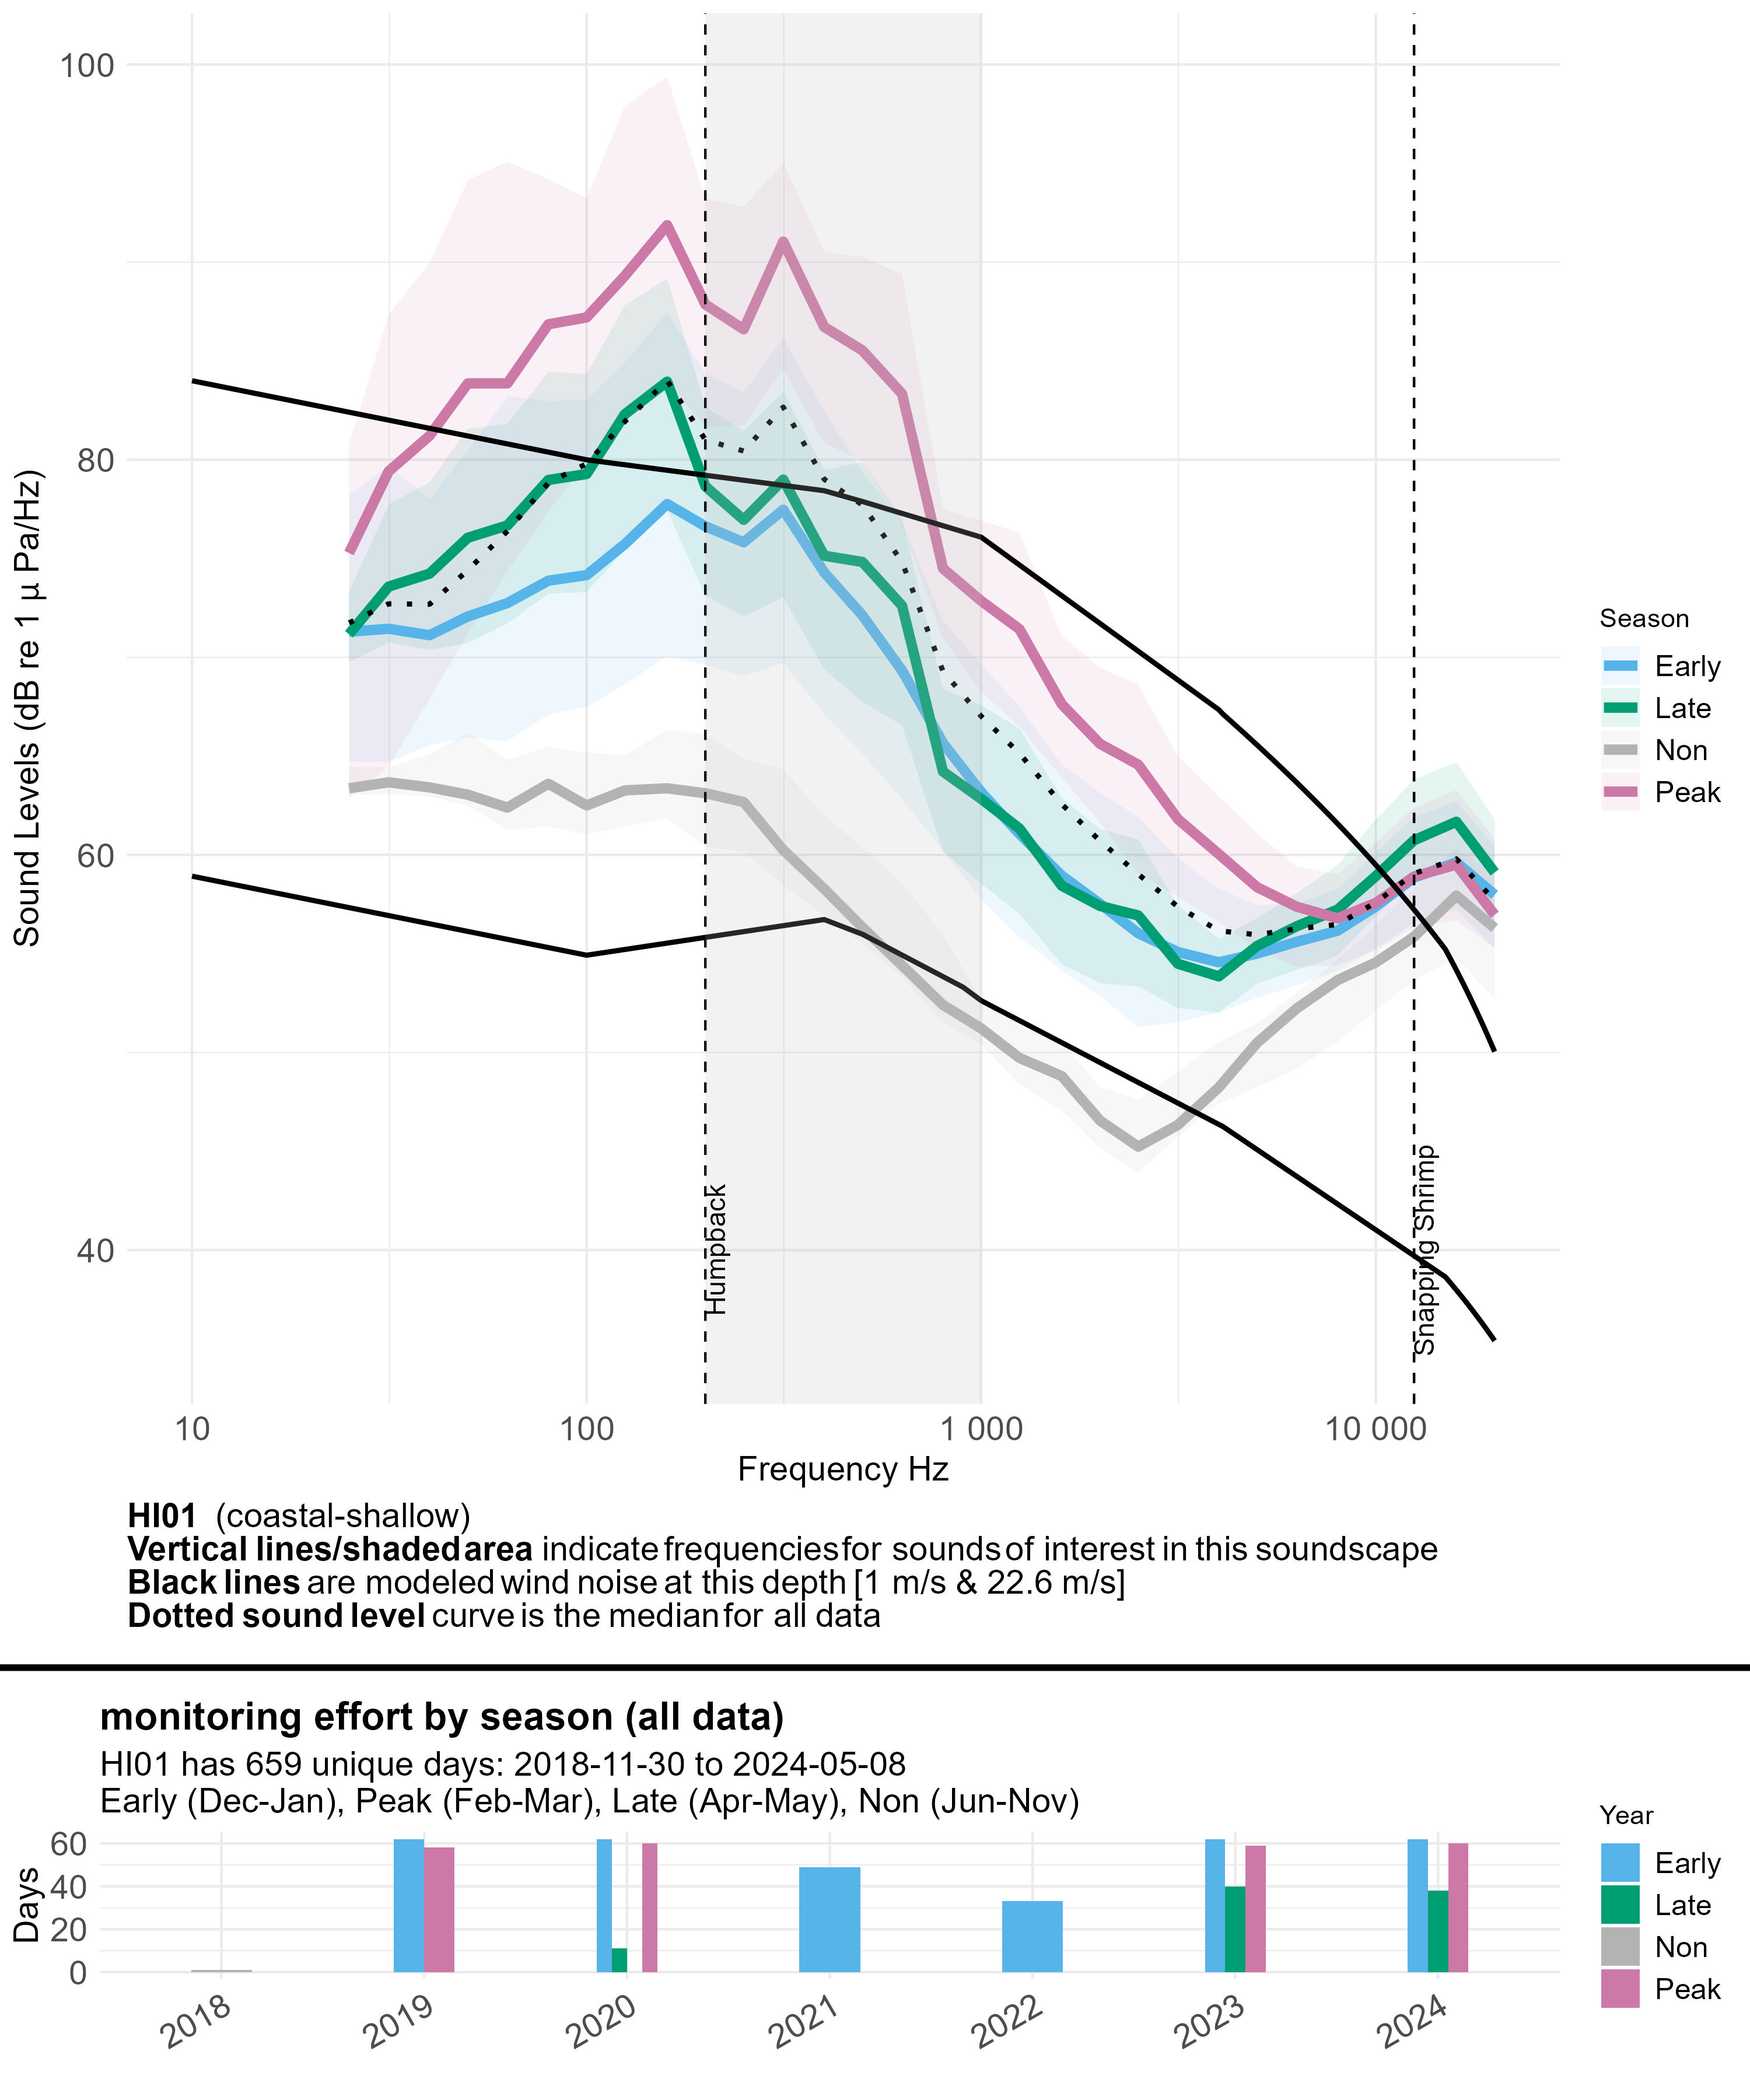 100
80
60
40
Sound Levels (dB re 1 μ Pa/Hz)
Humpback
Snapping Shrimp
10
100
1 000
10 000
Frequency Hz
Season
Early
Late
Non
Peak
HI01 (coastal-shallow)
Vertical lines/shaded area indicate frequencies for sounds of interest in this soundscape
Black lines are modeled wind noise at this depth [1 m/s & 22.6 m/s]
Dotted sound level curve is the median for all data
monitoring effort by season (all data)
HI01 has 659 unique days: 2018-11-30 to 2024-05-08
Early (Dec-Jan), Peak (Feb-Mar), Late (Apr-May), Non (Jun-Nov)
60
40
20
0
Days
2018
2019
2020
2021
2022
2023
2024
Year
Early
Late
Non
Peak